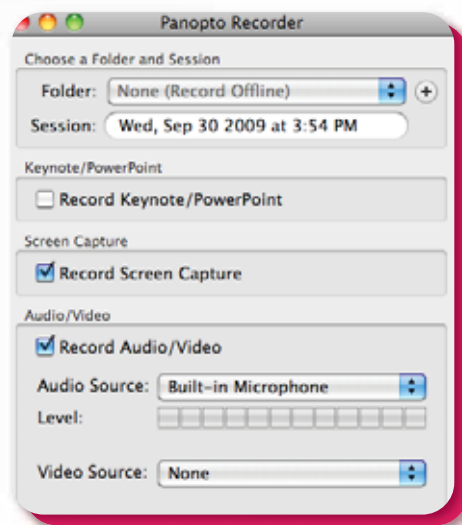 Panopto Recorder
Choose a Folder and Session
Folder: None (Record Offline)
Session: Wed, Sep 30 2009 at 3:54 PM
Keynote/PowerPoint
Record Keynote/PowerPoint
Screen Capture
Record Screen Capture
Audio/Video
Record Audio/Video
Audio Source: Built-in Microphone
Level:
Video Source: None